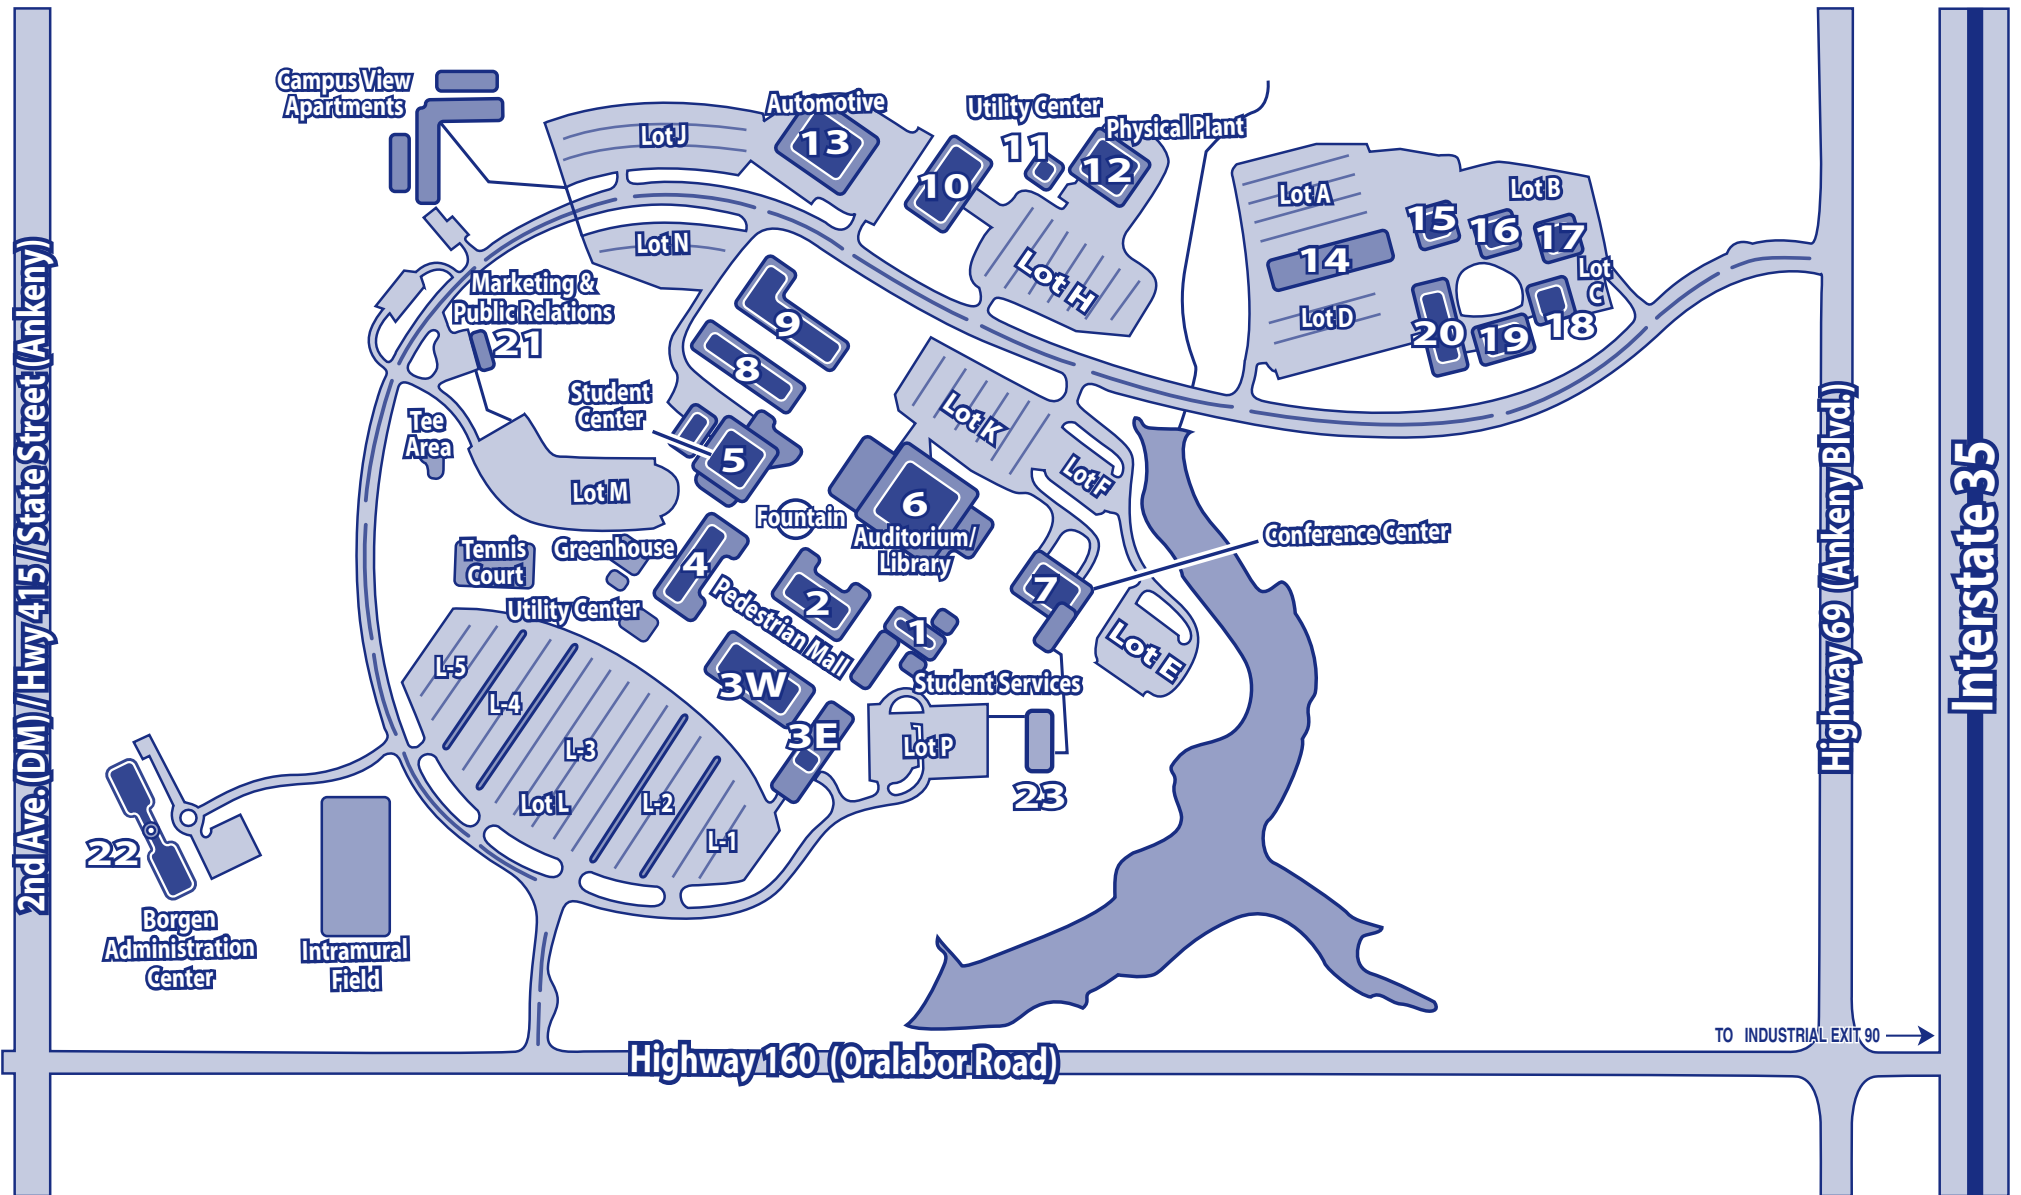 Campus View
Apartments
Lot J
Automotive
13
Utility Center
11
Physical Plant
12
10
Lot N
Lot H
Lot A
Lot B
15
16
17
14
Lot
C
Lot D
20
19
18
Marketing &
Public Relations
21
9
8
Student
Center
5
Tee
Area
Lot M
Lot K
Lot F
6
Auditorium/
Library
Fountain
Conference Center
7
Tennis
Court
Greenhouse
4
Utility Center
Pedestrian Mall
2
1
Lot E
3W
3E
Student Services
Lot P
23
L-5
L-4
L-3
Lot L
L-2
L-1
22
Borgen
Administration
Center
Intramural
Field
2nd Ave. (DM) / Hwy 415 / State Street (Ankeny)
Highway 69 (Ankeny Blvd.)
Interstate 35
TO INDUSTRIAL EXIT 90
Highway 160 (Oralabor Road)